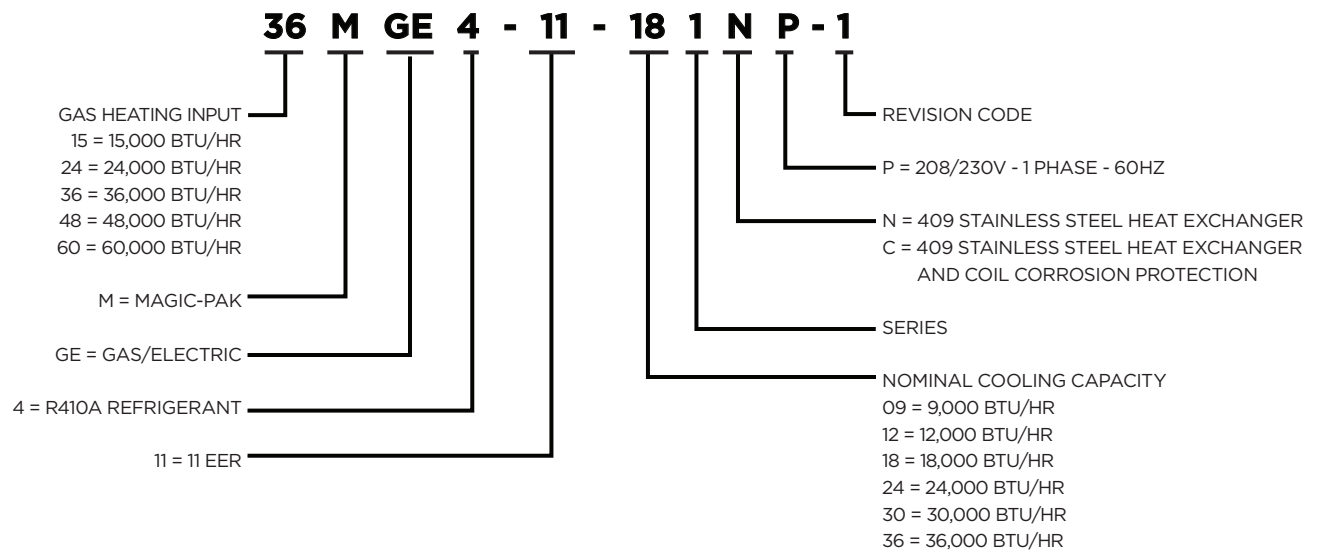 36 M GE 4 - 11 - 18 1 N P - 1
GAS HEATING INPUT
15 = 15,000 BTU/HR
24 = 24,000 BTU/HR
36 = 36,000 BTU/HR
48 = 48,000 BTU/HR
60 = 60,000 BTU/HR
M = MAGIC-PAK
GE = GAS/ELECTRIC
4 = R410A REFRIGERANT
11 = 11 EER
REVISION CODE
P = 208/230V - 1 PHASE - 60HZ
N = 409 STAINLESS STEEL HEAT EXCHANGER
C = 409 STAINLESS STEEL HEAT EXCHANGER
AND COIL CORROSION PROTECTION
SERIES
NOMINAL COOLING CAPACITY
09 = 9,000 BTU/HR
12 = 12,000 BTU/HR
18 = 18,000 BTU/HR
24 = 24,000 BTU/HR
30 = 30,000 BTU/HR
36 = 36,000 BTU/HR